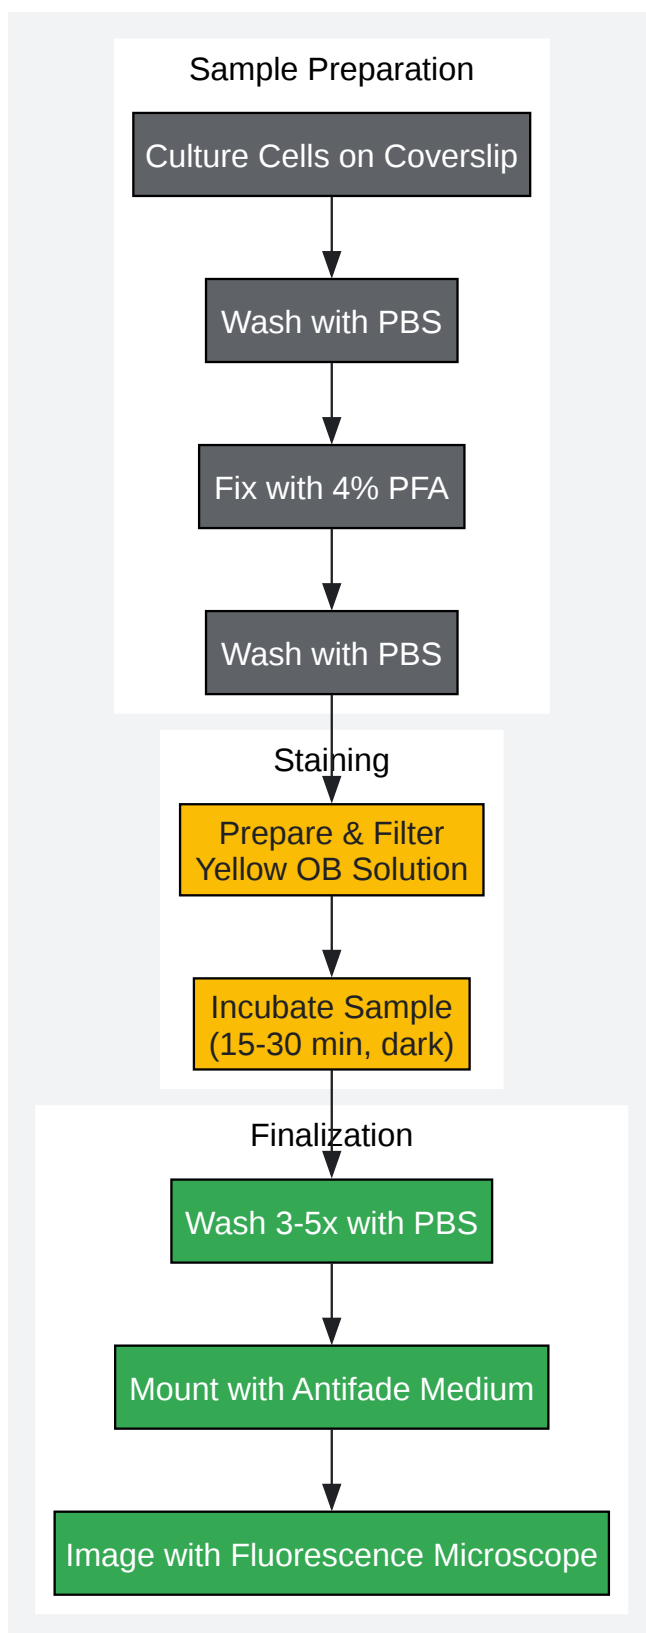 Sample Preparation
Culture Cells on Coverslip
Wash with PBS
Fix with 4% PFA
Wash with PBS
Staining
Prepare & Filter
Yellow OB Solution
Incubate Sample
(15-30 min, dark)
Finalization
Wash 3-5x with PBS
Mount with Antifade Medium
Image with Fluorescence Microscope